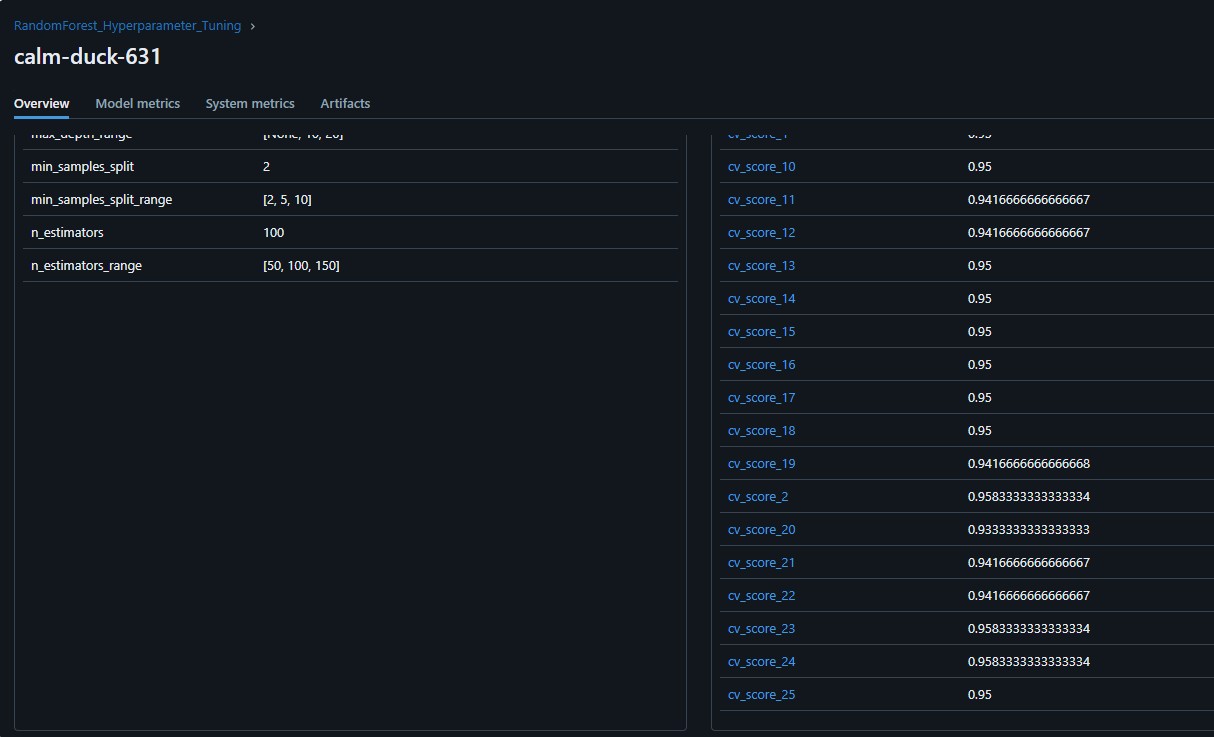 RandomForest_Hyperparameter_Tuning ›
calm-duck-631
Overview Model metrics System metrics Artifacts
max_depth_range [None, 10, 20]
min_samples_split 2
min_samples_split_range [2, 5, 10]
n_estimators 100
n_estimators_range [50, 100, 150]
cv_score_1 0.95
cv_score_10 0.95
cv_score_11 0.9416666666666667
cv_score_12 0.9416666666666667
cv_score_13 0.95
cv_score_14 0.95
cv_score_15 0.95
cv_score_16 0.95
cv_score_17 0.95
cv_score_18 0.95
cv_score_19 0.9416666666666668
cv_score_2 0.9583333333333334
cv_score_20 0.9333333333333333
cv_score_21 0.9416666666666667
cv_score_22 0.9416666666666667
cv_score_23 0.9583333333333334
cv_score_24 0.9583333333333334
cv_score_25 0.95